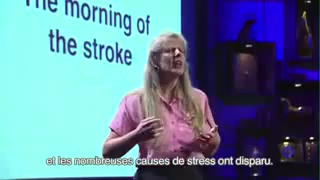 The morning of
the stroke
et les nombreuses causes de stress ont disparu.